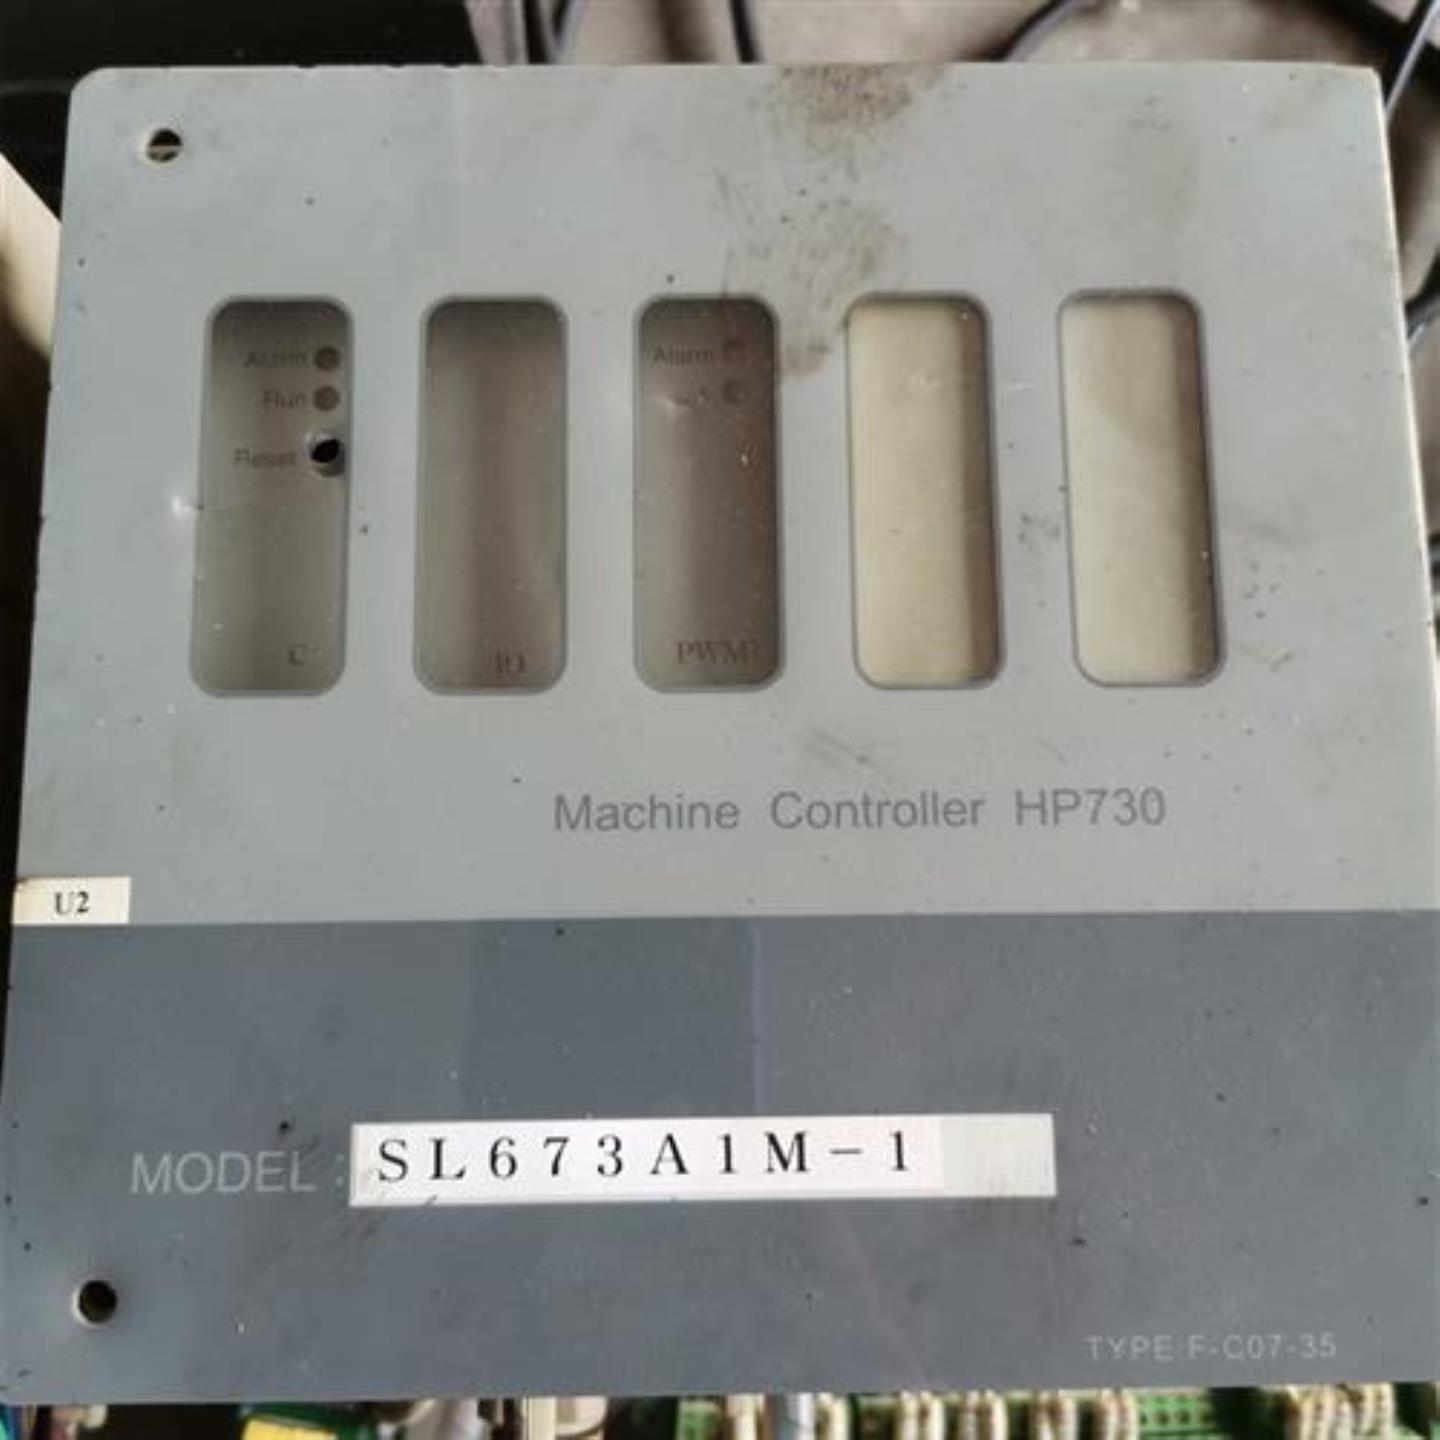 Alarm
Run
Reset
C
IO
Alarm
PWM
Machine Controller HP730
U2
MODEL : SL673A1M-1
TYPE:F-C07-35